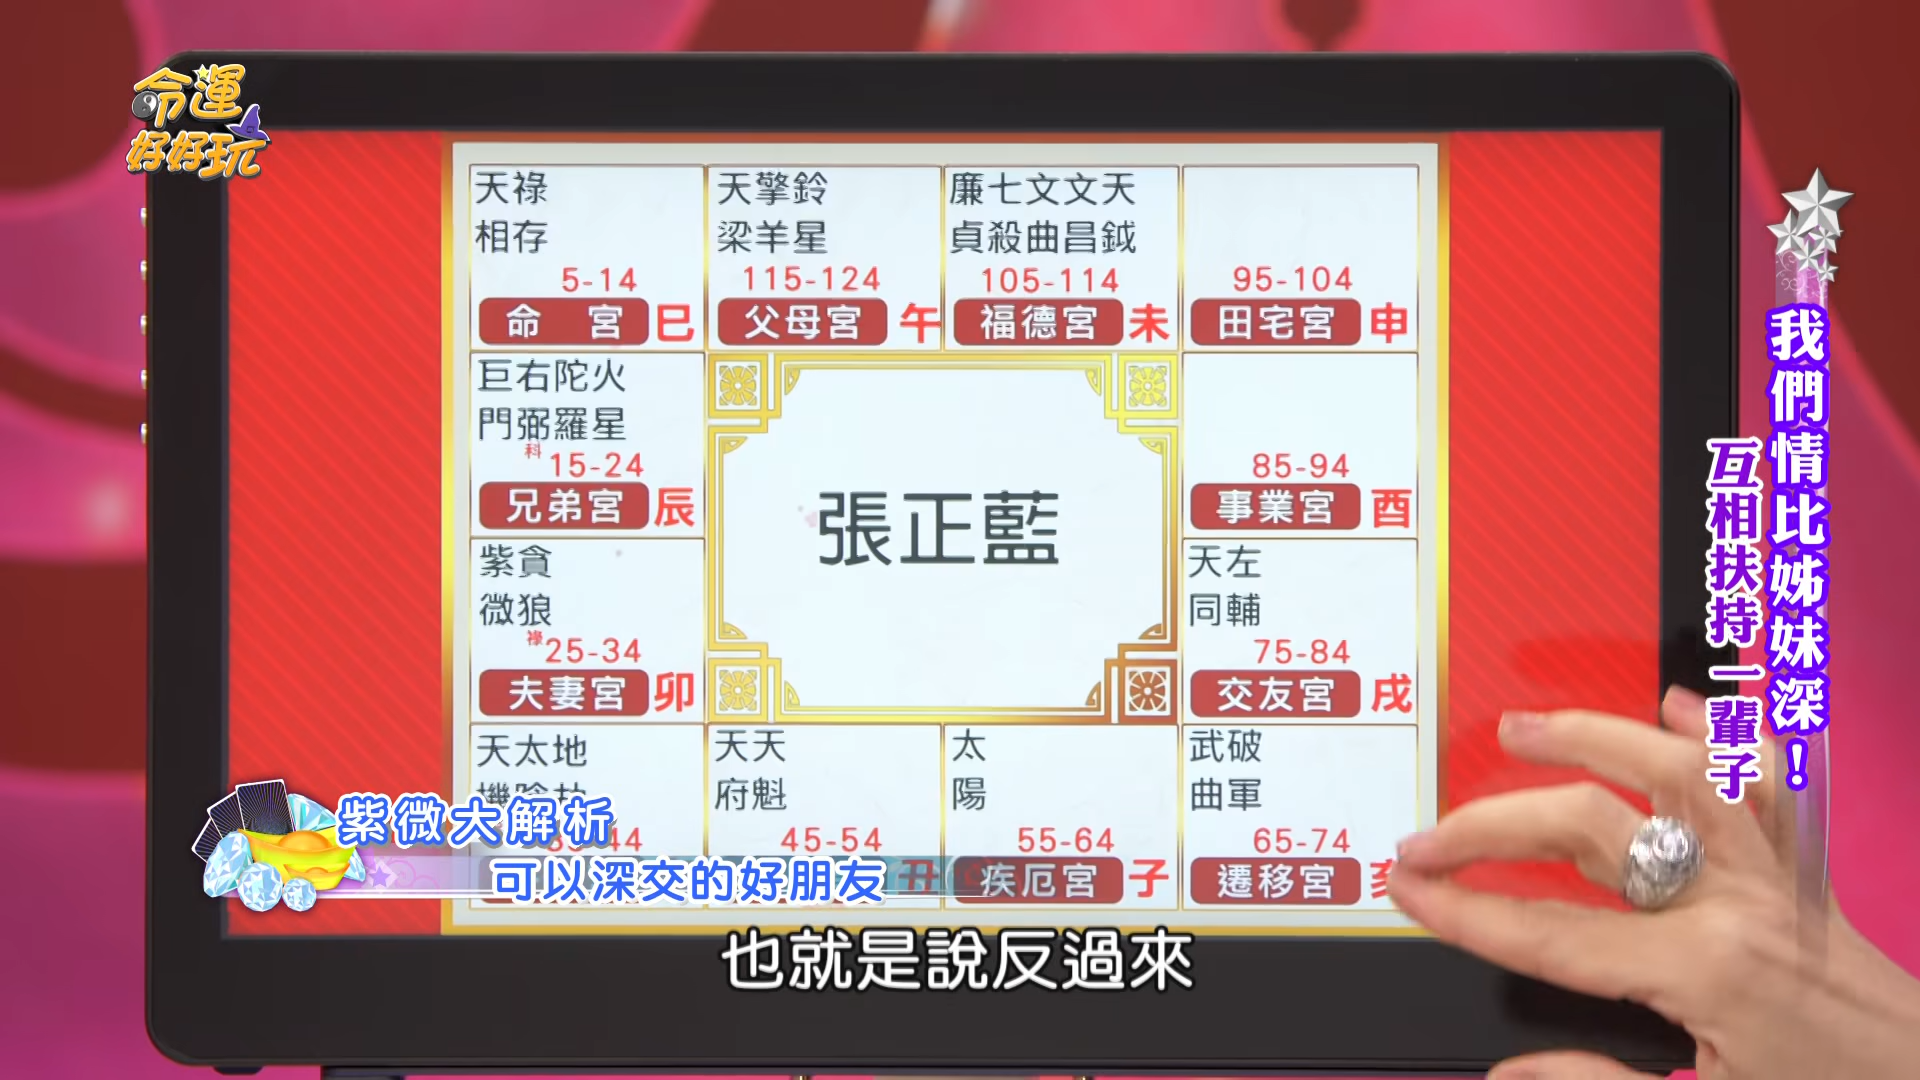 命運
好好玩
天祿
相存
5-14
命 宮 巳
天擎鈴
梁羊星
115-124
父母宮 午
廉七文文天
貞殺曲昌鉞
105-114
福德宮 未
95-104
田宅宮 申
巨右陀火
門弼羅星
科
15-24
兄弟宮 辰
張正藍
85-94
事業宮 酉
紫貪
微狼
祿
25-34
夫妻宮 卯
天左
同輔
75-84
交友宮 戌
天太地
44
天天
府魁
45-54
丑
太
陽
55-64
疾厄宮 子
武破
曲軍
65-74
遷移宮 亥
我們情比姊妹深！
互相扶持一輩子
紫微大解析
可以深交的好朋友
也就是說反過來